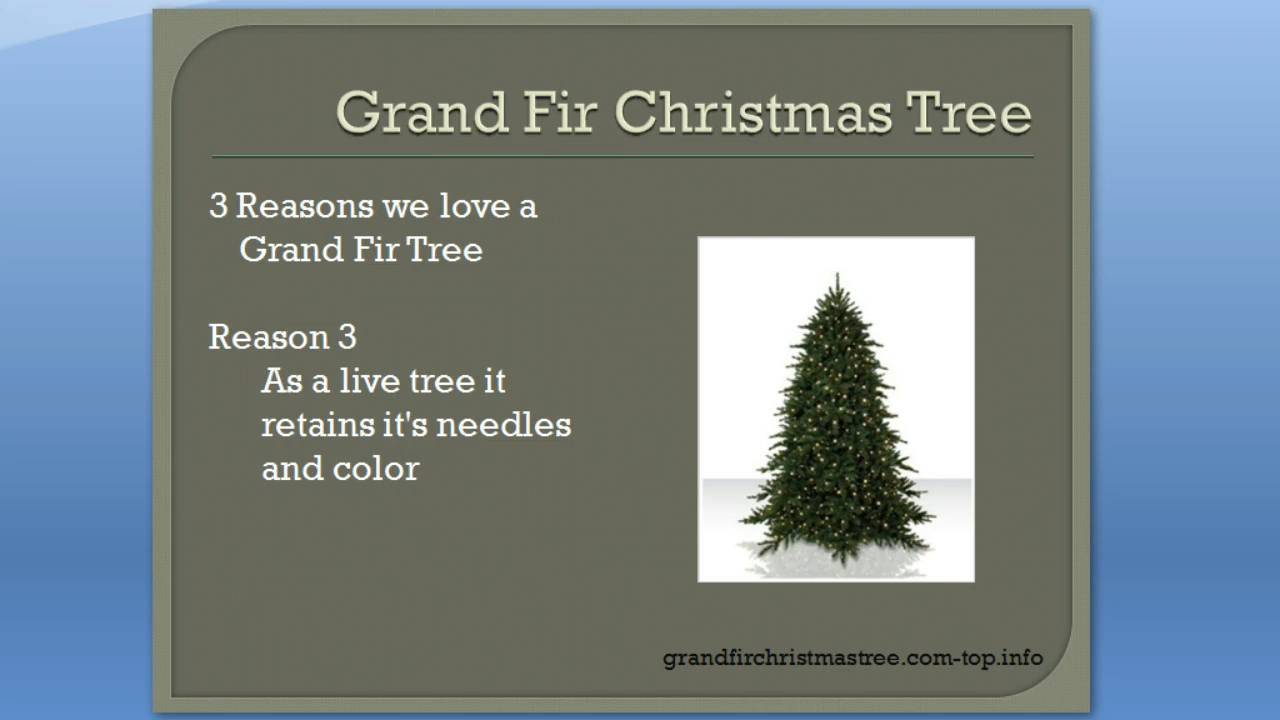 Grand Fir Christmas Tree
3 Reasons we love a
Grand Fir Tree
Reason 3
As a live tree it
retains it's needles
and color
grandfirchristmastree.com-top.info